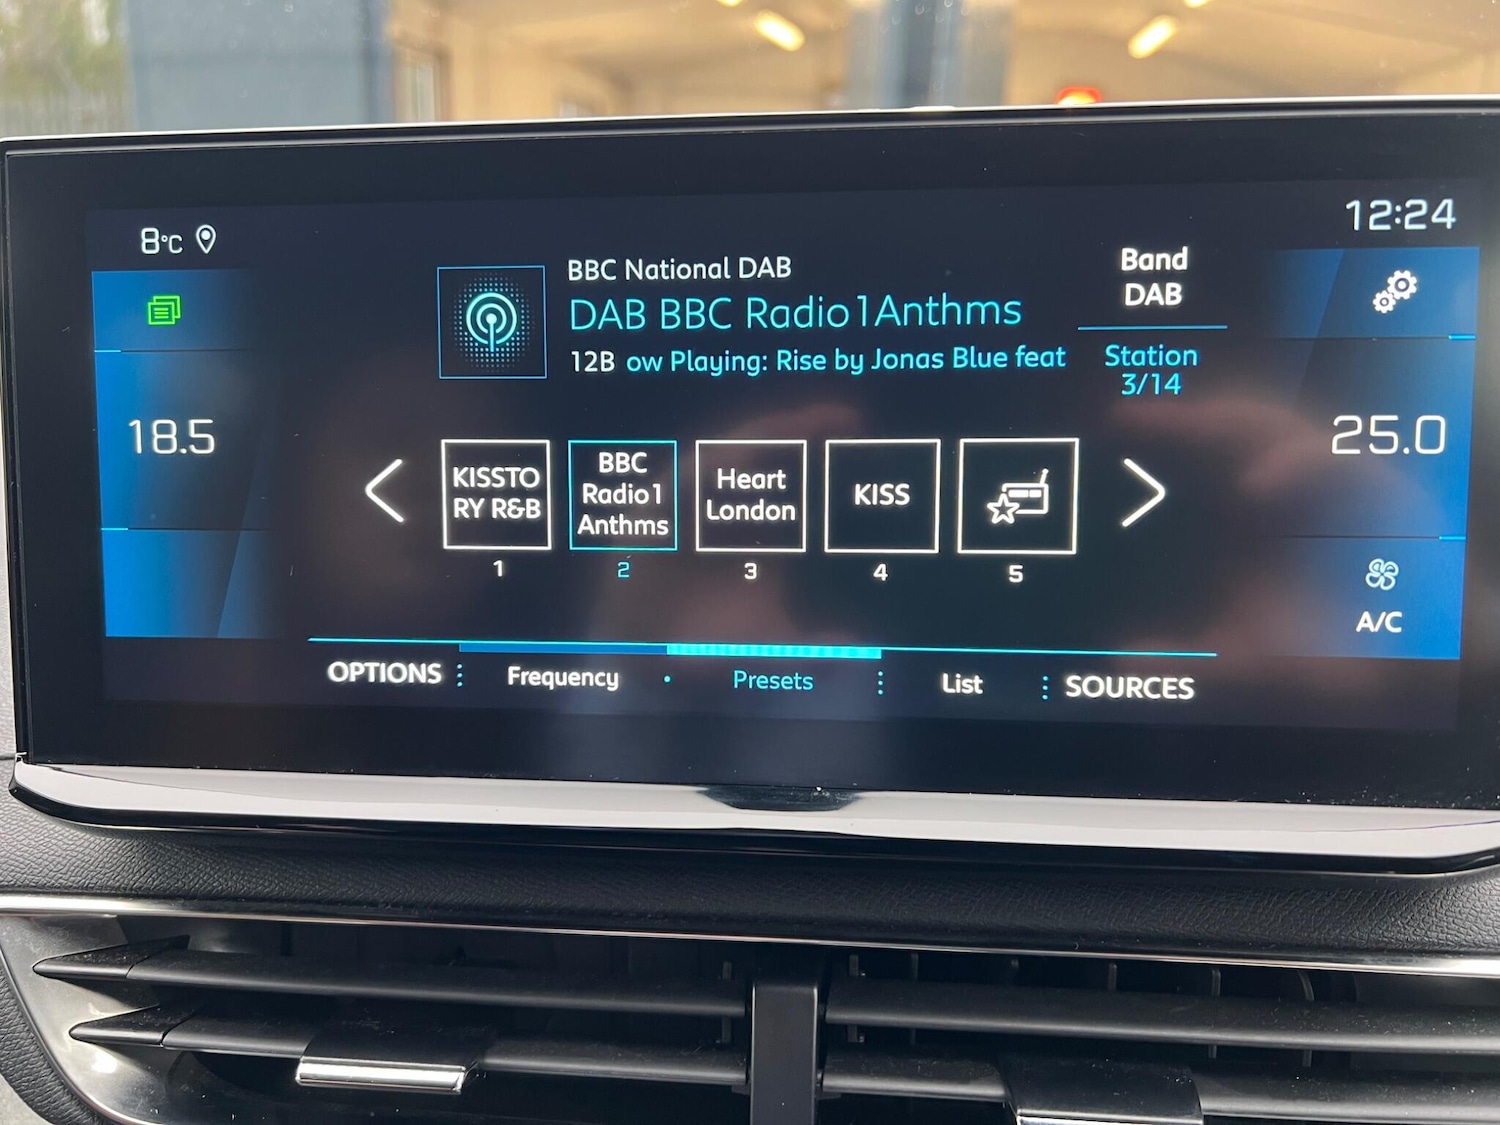 8°C
12:24
BBC National DAB
DAB BBC Radio1Anthms
12B ow Playing: Rise by Jonas Blue feat
Band
DAB
Station
3/14
18.5
25.0
KISSTO
RY R&B
1
BBC
Radio1
Anthms
2
Heart
London
3
KISS
4
5
A/C
OPTIONS
Frequency
Presets
List
SOURCES